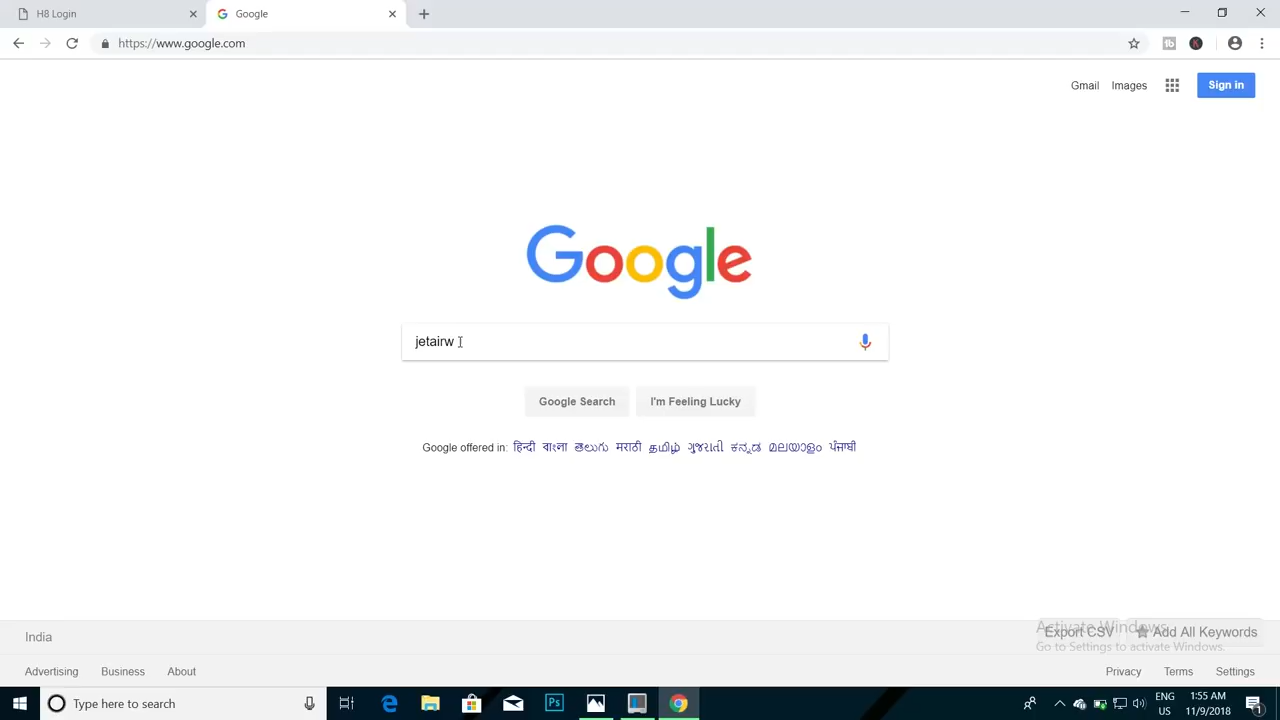 H8 Login
Google
https://www.google.com
Gmail Images Sign in
Google
jetairw
Google Search I'm Feeling Lucky
Google offered in: हिन्दी বাংলা తెలుగు मराठी தமிழ் ગુજરાતી ಕನ್ನಡ മലയാളം ਪੰਜਾਬੀ
India
Activate Windows
Export CSV Add All Keywords
Go to Settings to activate Windows.
Advertising Business About
Privacy Terms Settings
Type here to search
Ps
ENG
US
1:55 AM
11/9/2018
1